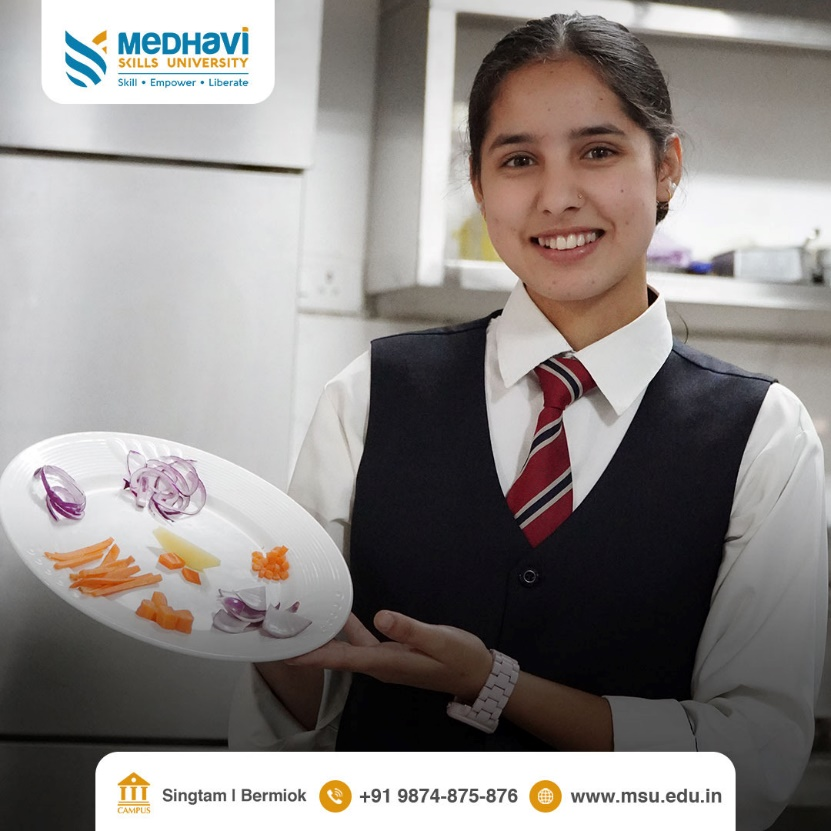 MEDHAVI
SKILLS UNIVERSITY
Skill • Empower • Liberate
CAMPUS
Singtam | Bermiok
+91 9874-875-876
www.msu.edu.in